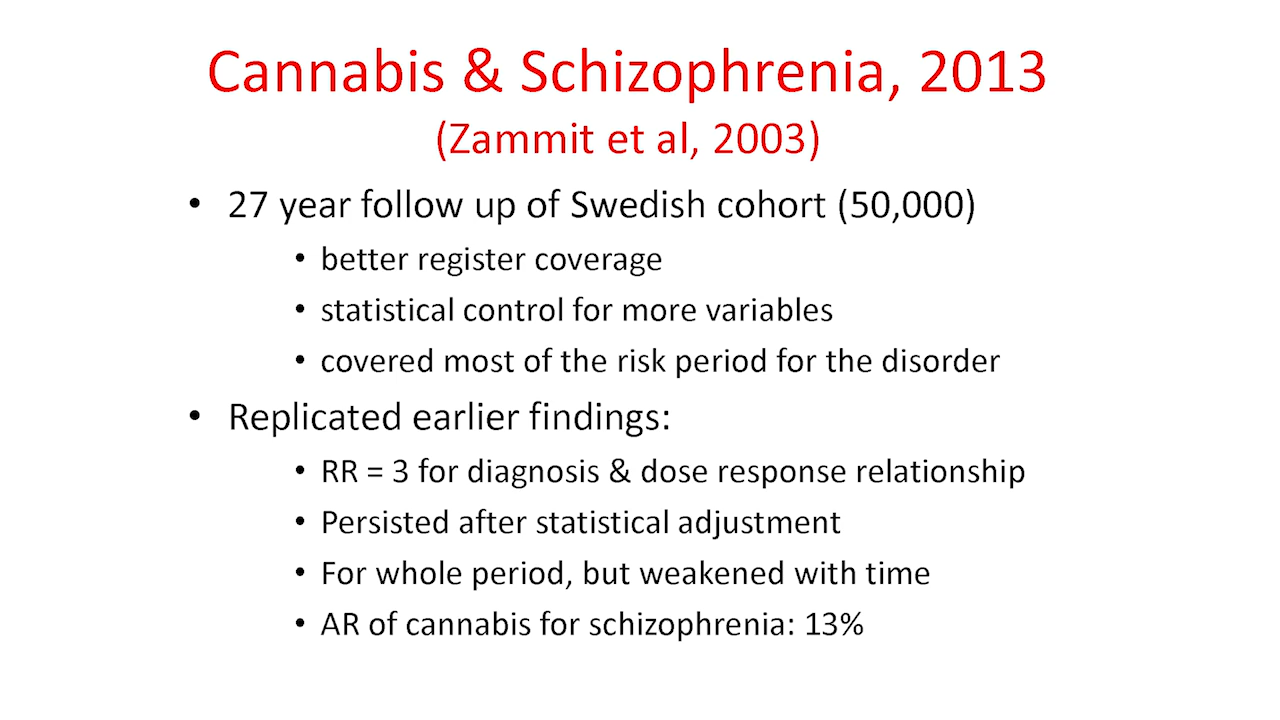 Cannabis & Schizophrenia, 2013
(Zammit et al, 2003)
• 27 year follow up of Swedish cohort (50,000)
• better register coverage
• statistical control for more variables
• covered most of the risk period for the disorder
• Replicated earlier findings:
• RR = 3 for diagnosis & dose response relationship
• Persisted after statistical adjustment
• For whole period, but weakened with time
• AR of cannabis for schizophrenia: 13%